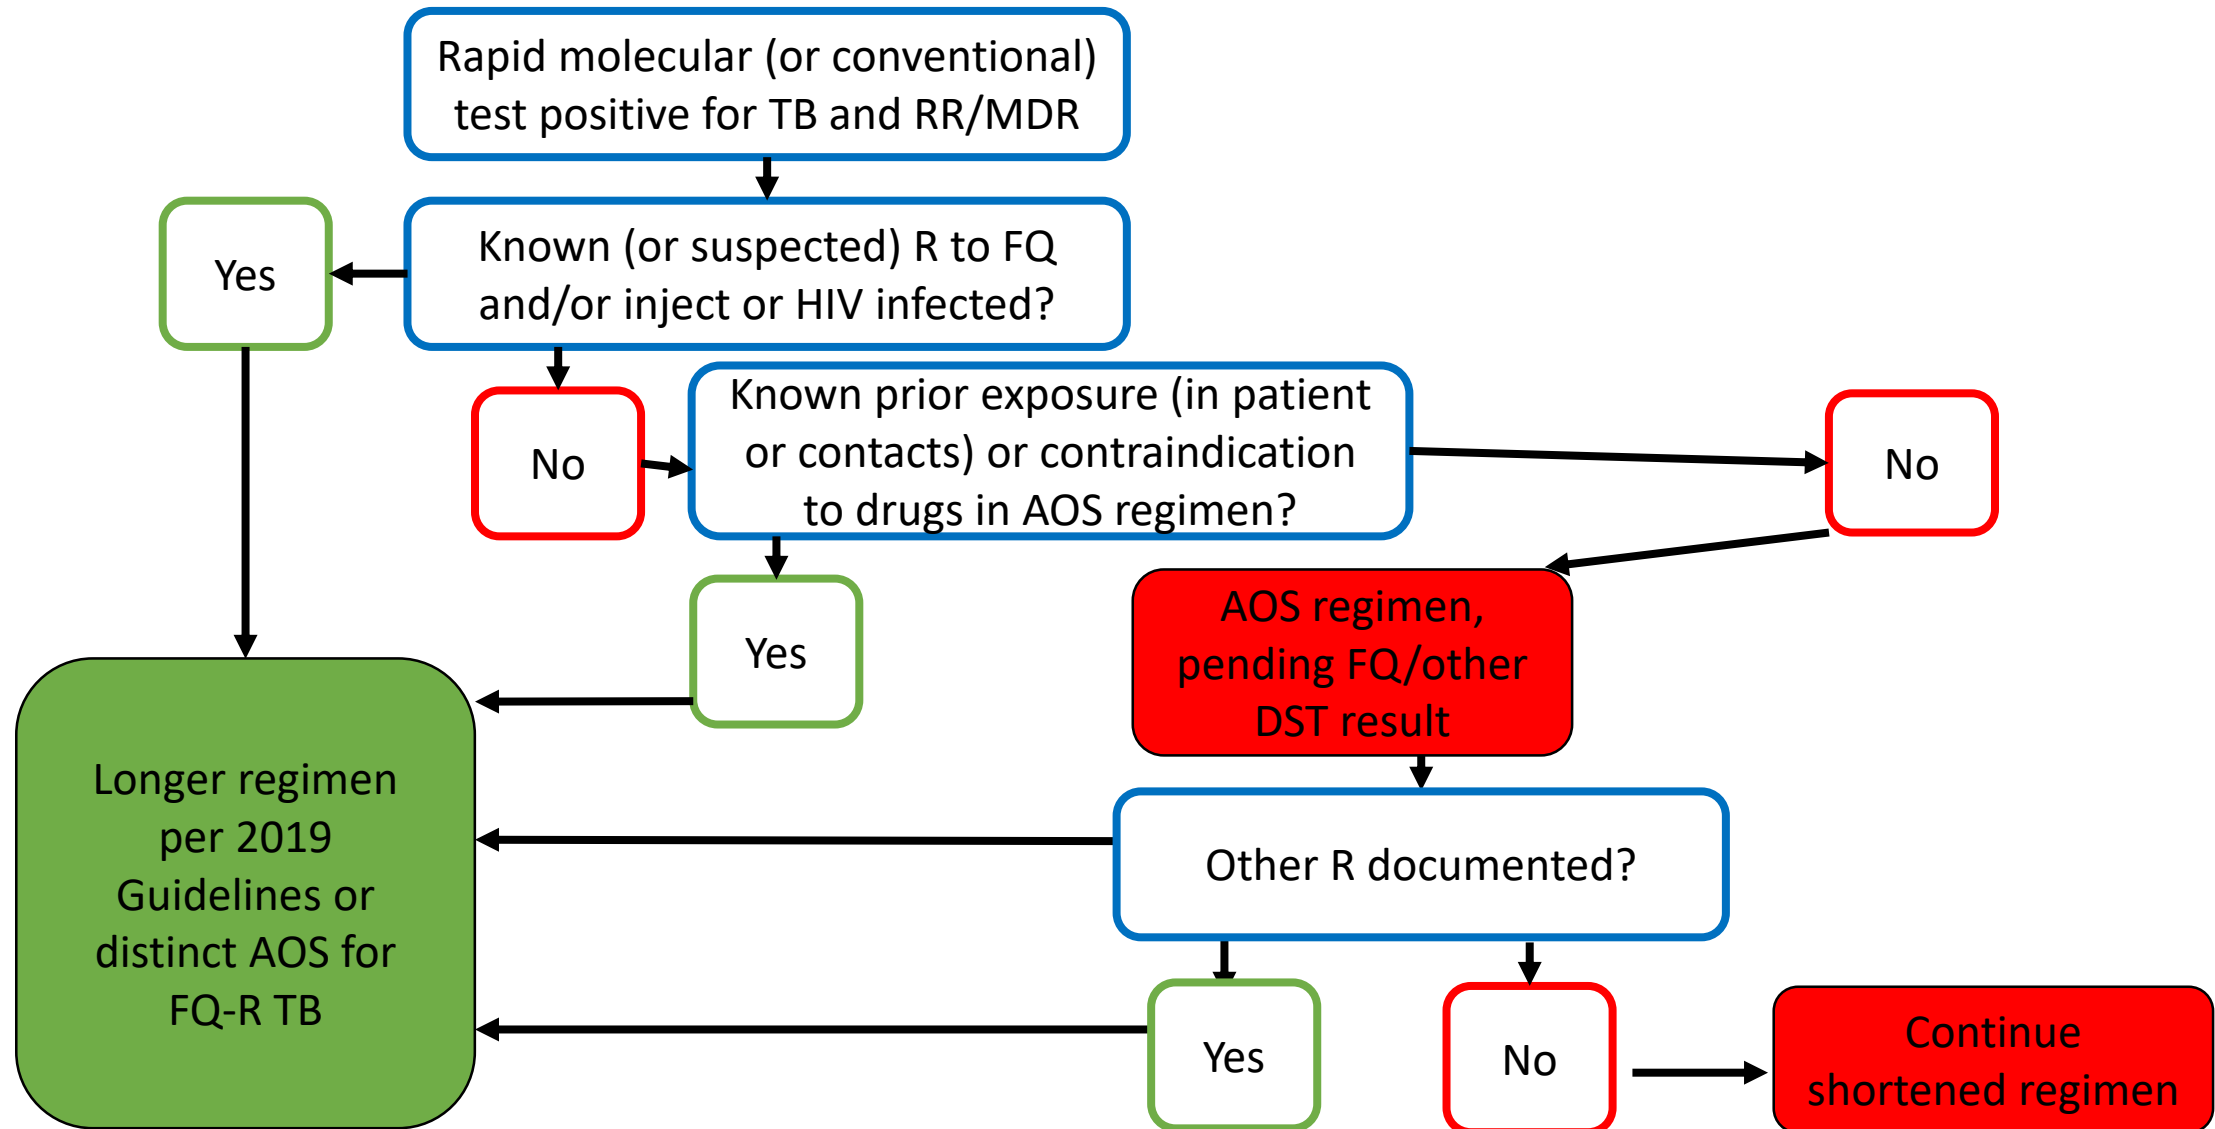 Rapid molecular (or conventional)
test positive for TB and RR/MDR
Yes
Known (or suspected) R to FQ
and/or inject or HIV infected?
No
Known prior exposure (in patient
or contacts) or contraindication
to drugs in AOS regimen?
No
Yes
AOS regimen,
pending FQ/other
DST result
Longer regimen
per 2019
Guidelines or
distinct AOS for
FQ-R TB
Other R documented?
Yes
No
Continue
shortened regimen